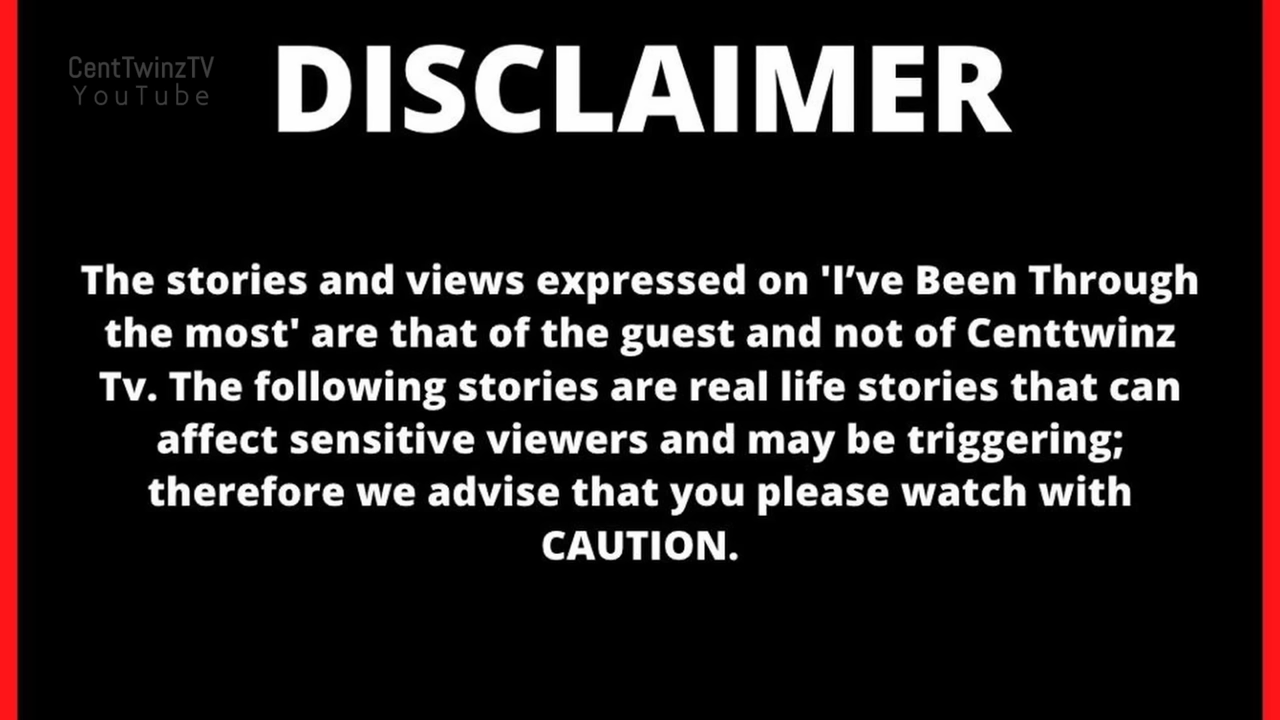 CentTwinzTV
YouTube
DISCLAIMER
The stories and views expressed on 'I’ve Been Through
the most' are that of the guest and not of Centtwinz
Tv. The following stories are real life stories that can
affect sensitive viewers and may be triggering;
therefore we advise that you please watch with
CAUTION.